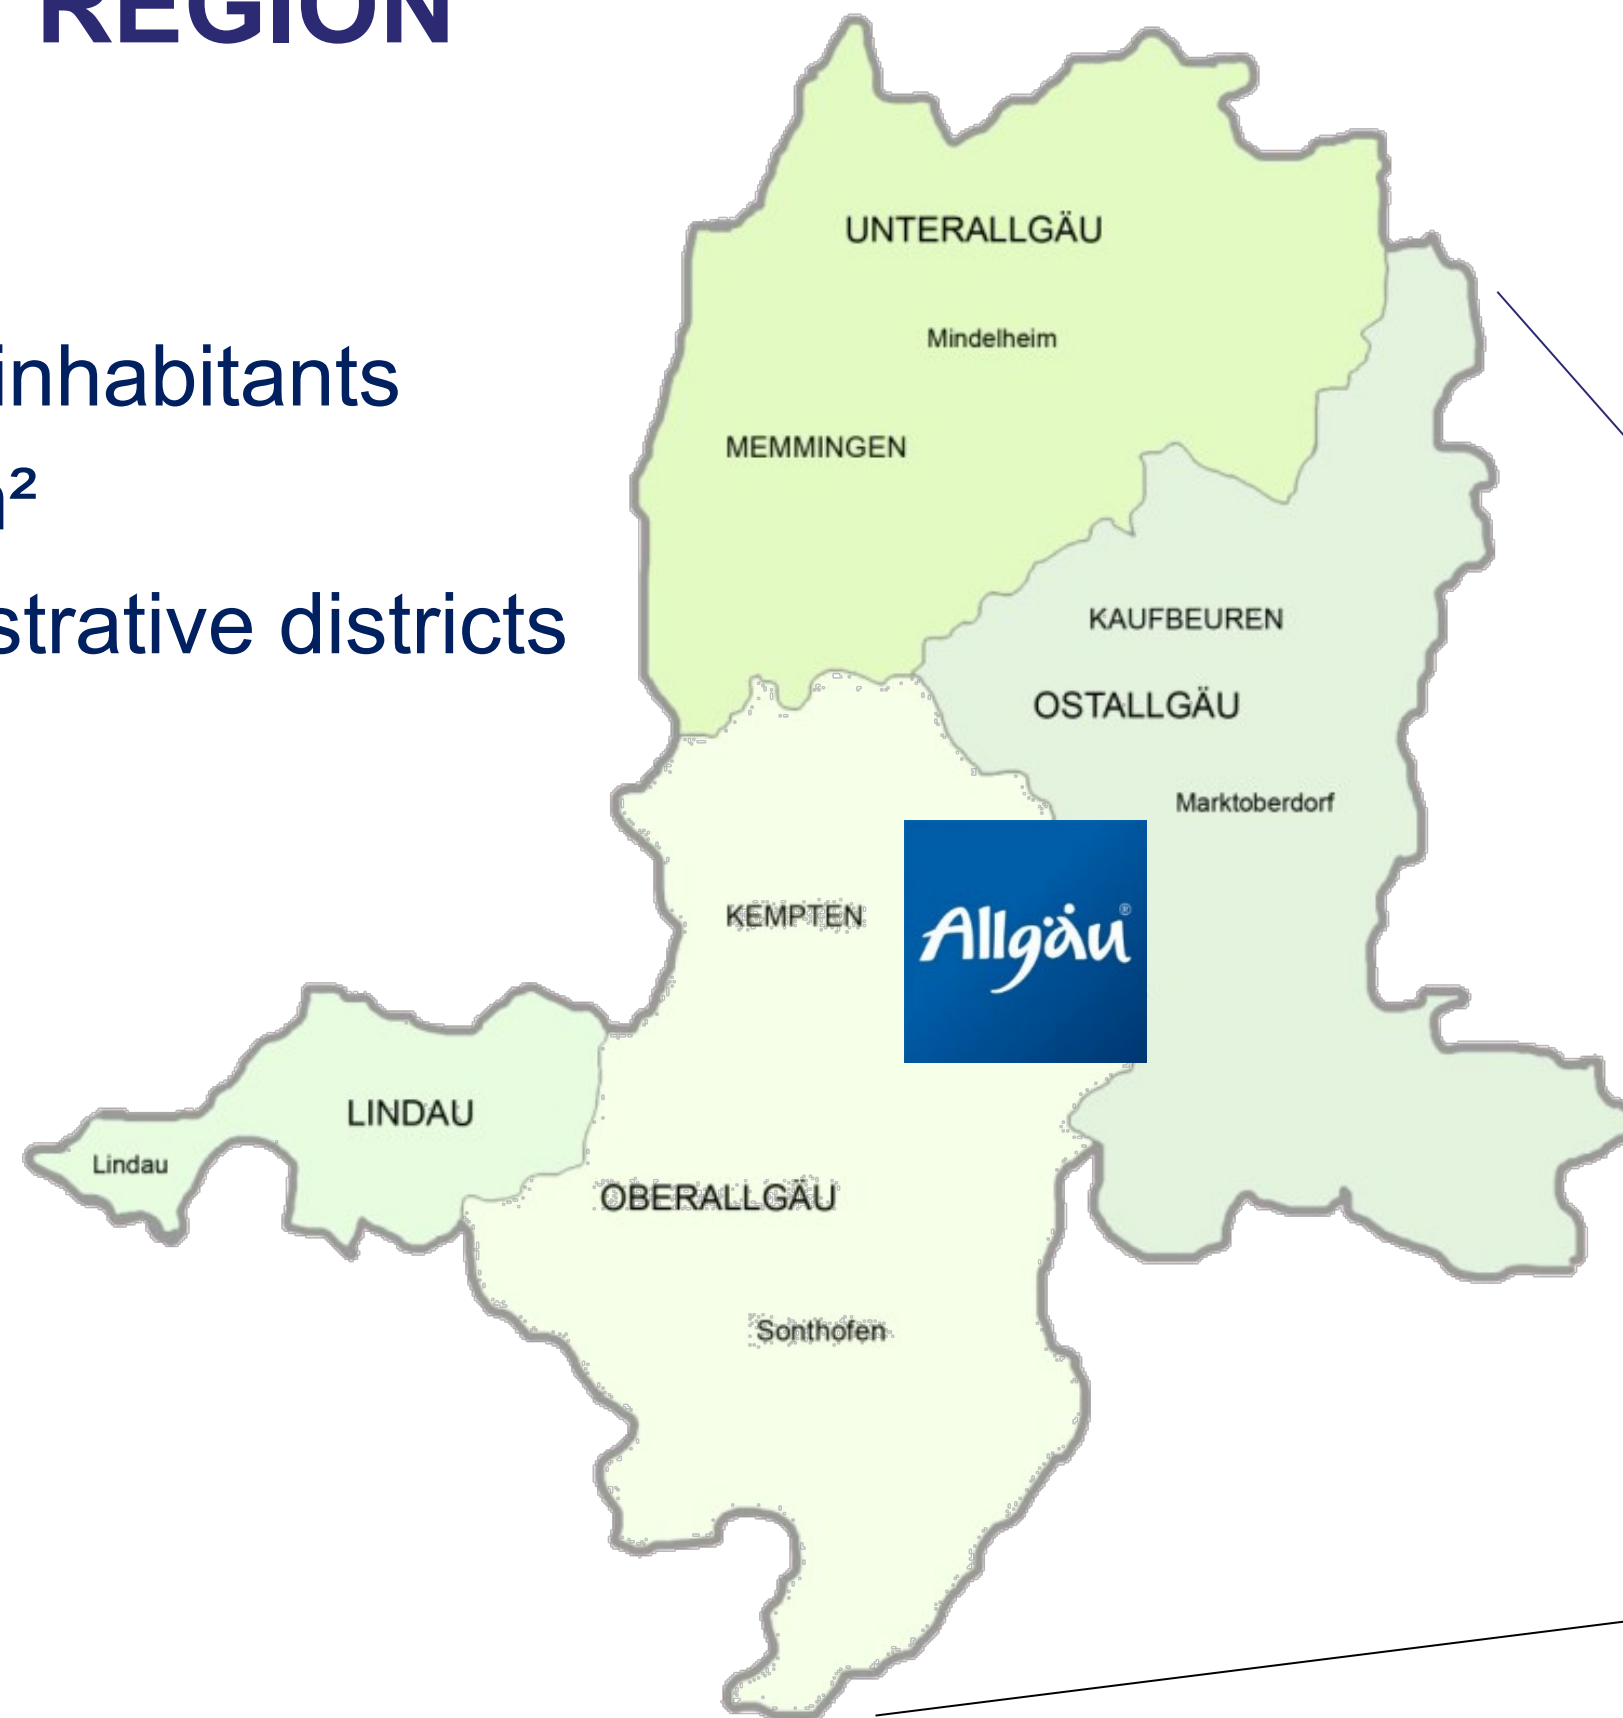 REGION
inhabitants
²
strative districts
UNTERALLGÄU
Mindelheim
MEMMINGEN
KAUFBEUREN
OSTALLGÄU
Marktoberdorf
KEMPTEN
Allgäu®
LINDAU
Lindau
OBERALLGÄU
Sonthofen